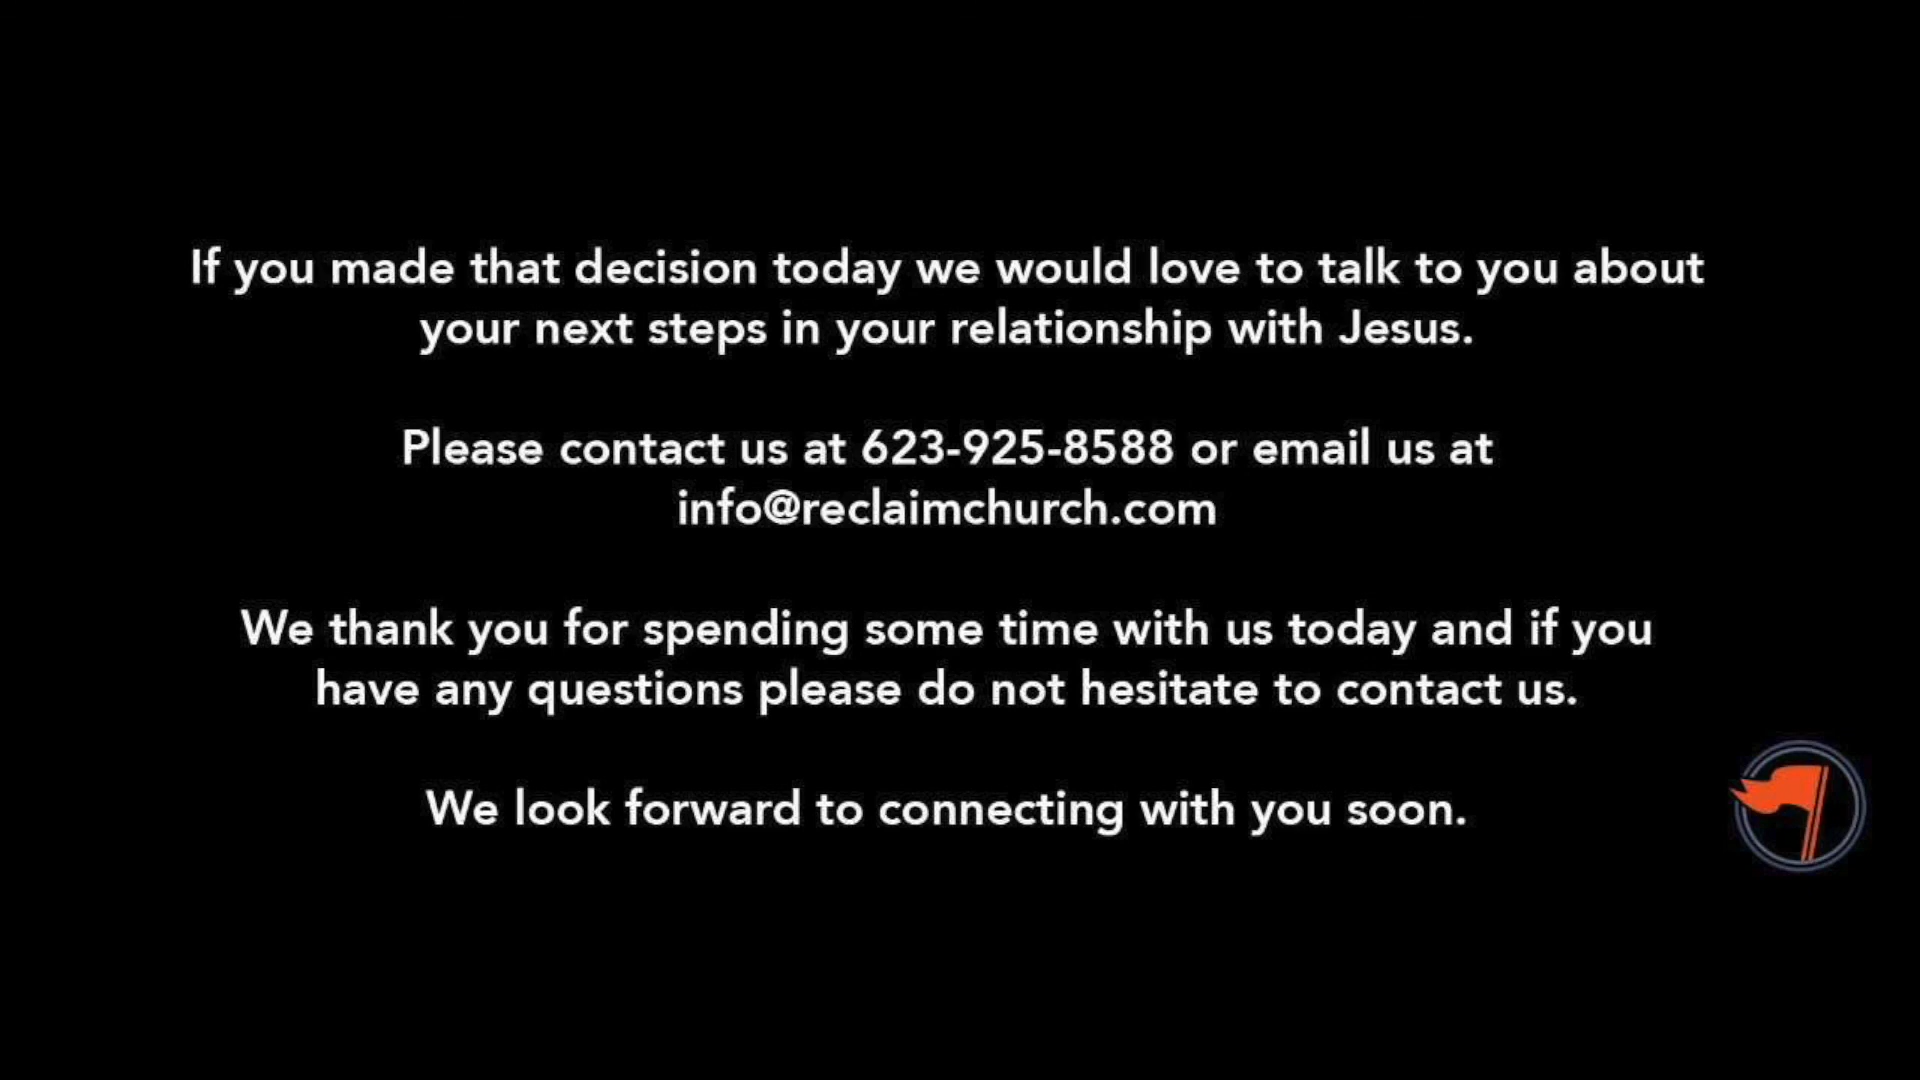 If you made that decision today we would love to talk to you about
your next steps in your relationship with Jesus.
Please contact us at 623-925-8588 or email us at
info@reclaimchurch.com
We thank you for spending some time with us today and if you
have any questions please do not hesitate to contact us.
We look forward to connecting with you soon.